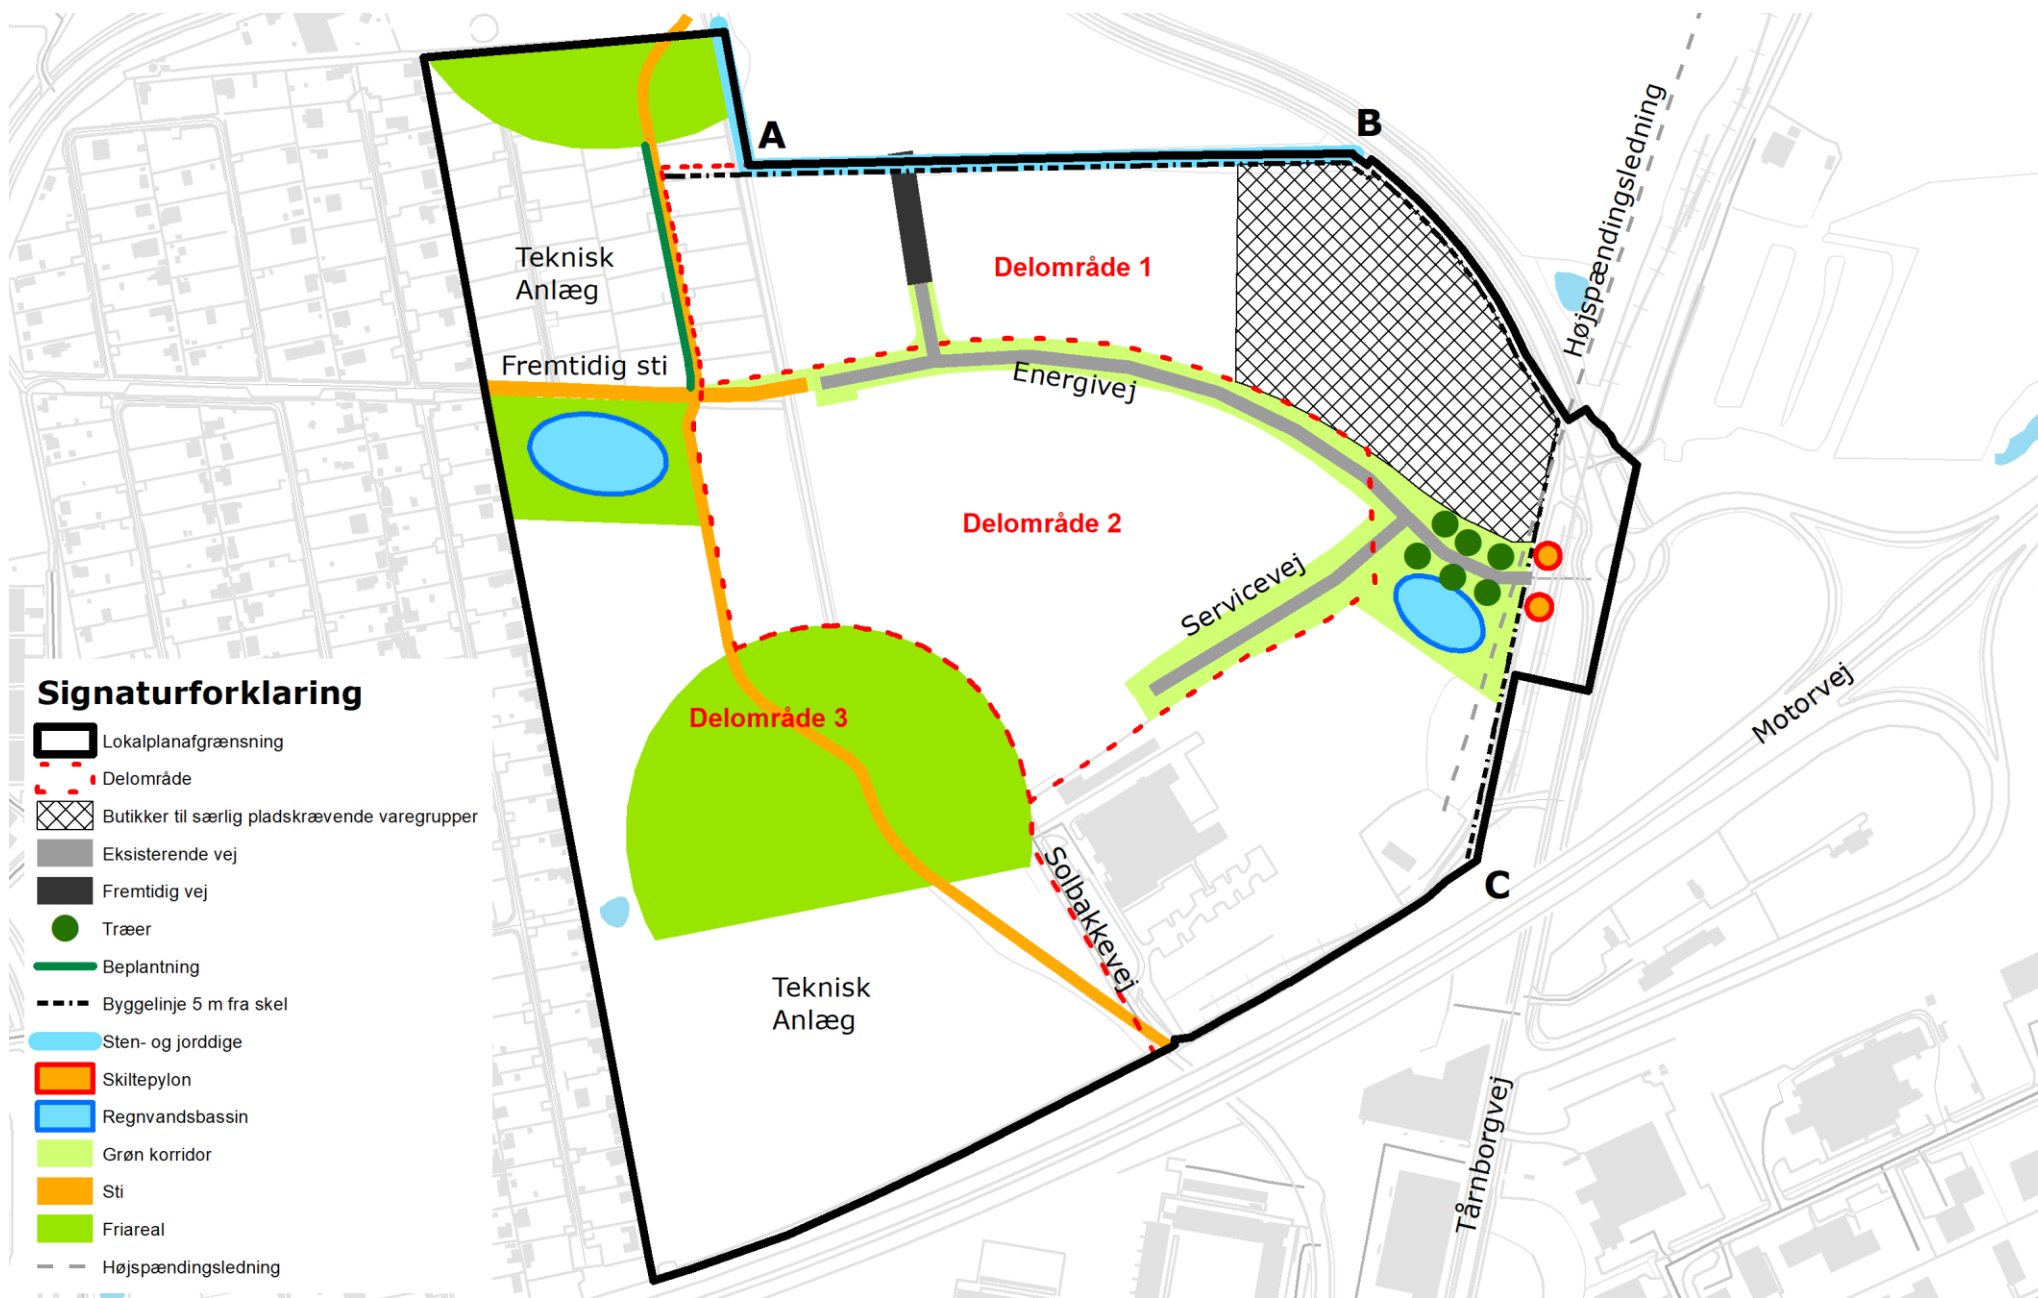 A
B
Højspændingsledning
Teknisk
Anlæg
Delområde 1
Fremtidig sti
Energivej
Delområde 2
Servicevej
Delområde 3
Motorvej
Solbakkevej
C
Teknisk
Anlæg
Tårnborgvej
Signaturforklaring
Lokalplanafgrænsning
Delområde
Butikker til særlig pladskrævende varegrupper
Eksisterende vej
Fremtidig vej
Træer
Beplantning
Byggelinje 5 m fra skel
Sten- og jorddige
Skiltepylon
Regnvandsbassin
Grøn korridor
Sti
Friareal
Højspændingsledning